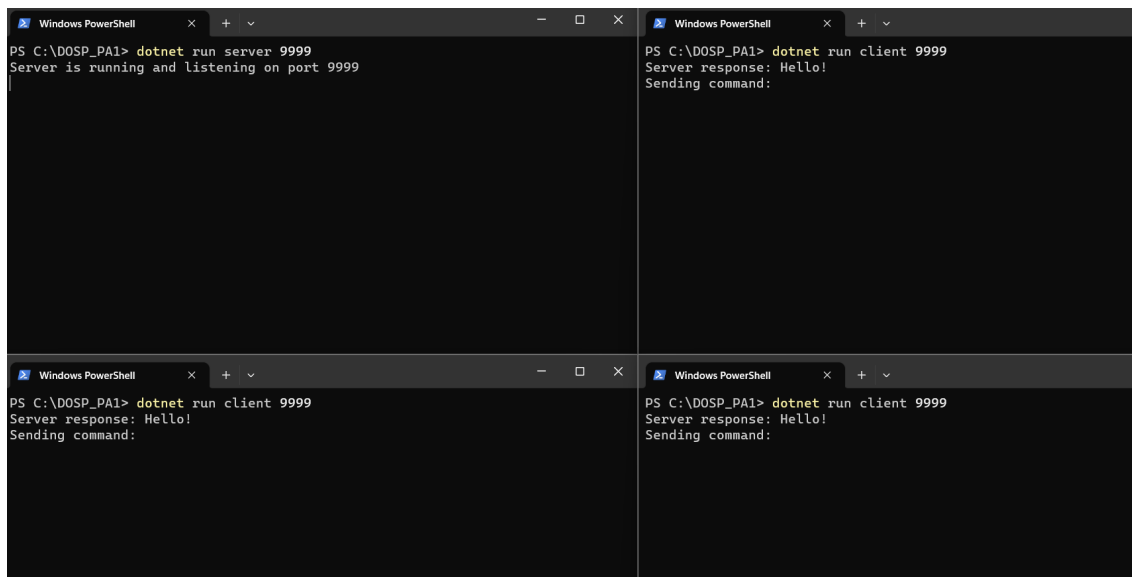 Windows PowerShell
PS C:\DOSP_PA1> dotnet run server 9999
Server is running and listening on port 9999
Windows PowerShell
PS C:\DOSP_PA1> dotnet run client 9999
Server response: Hello!
Sending command:
Windows PowerShell
PS C:\DOSP_PA1> dotnet run client 9999
Server response: Hello!
Sending command:
Windows PowerShell
PS C:\DOSP_PA1> dotnet run client 9999
Server response: Hello!
Sending command: